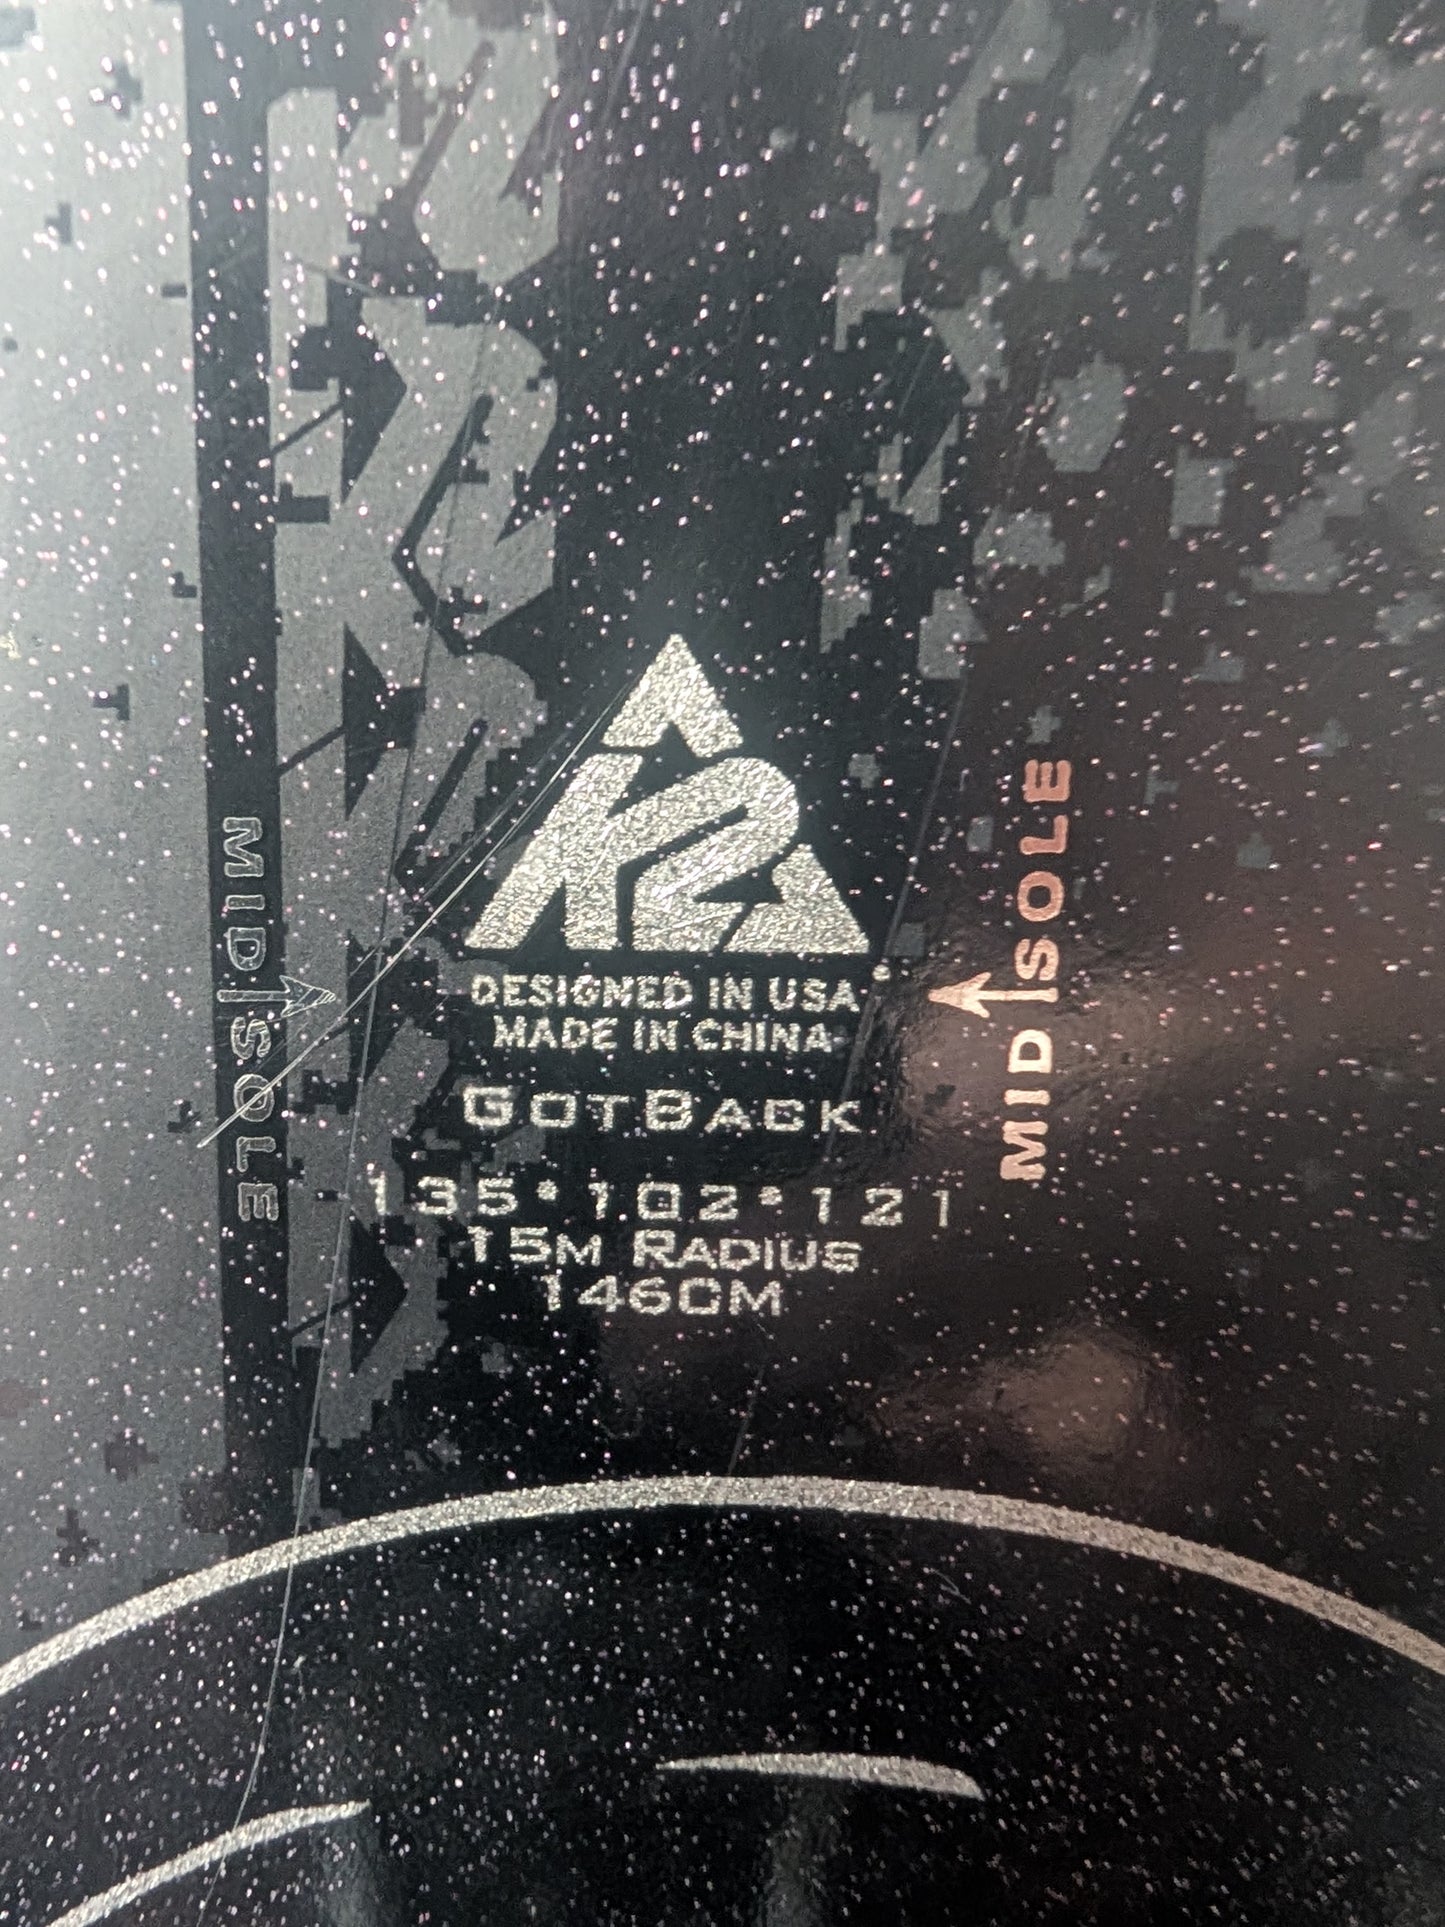 K2
DESIGNED IN USA
MADE IN CHINA
GOTBACK
135•102•121
15M RADIUS
146CM
MID SOLE
MID SOLE